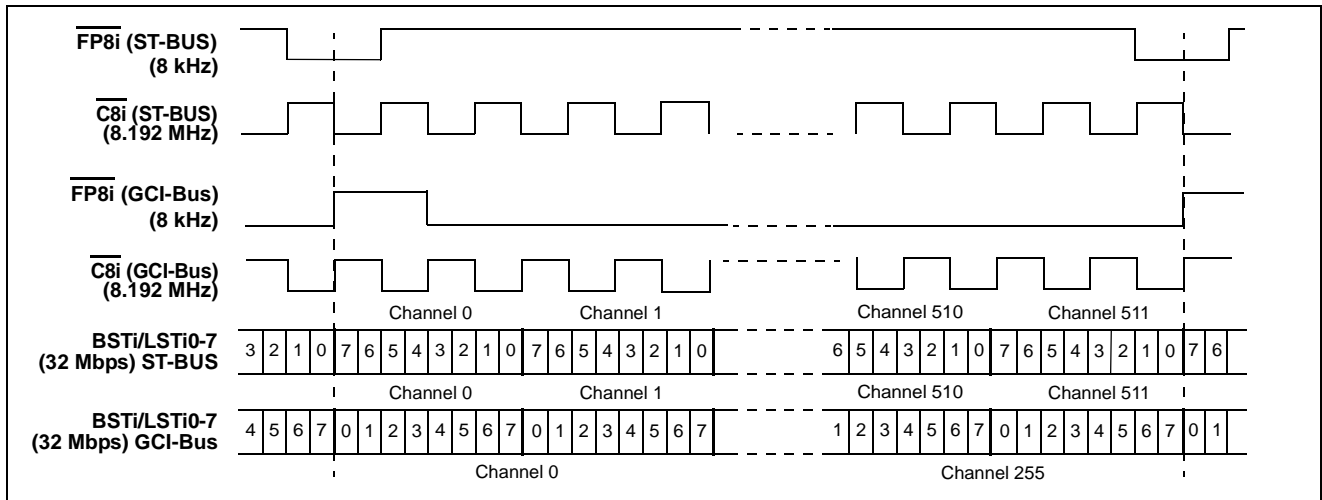 FP8i (ST-BUS)
(8 kHz)
C8i (ST-BUS)
(8.192 MHz)
FP8i (GCI-Bus)
(8 kHz)
C8i (GCI-Bus)
(8.192 MHz)
Channel 0 Channel 1 Channel 510 Channel 511
BSTi/LSTi0-7
(32 Mbps) ST-BUS
3 2 1 0 7 6 5 4 3 2 1 0 7 6 5 4 3 2 1 0 6 5 4 3 2 1 0 7 6 5 4 3 2 1 0 7 6
Channel 0 Channel 1 Channel 510 Channel 511
BSTi/LSTi0-7
(32 Mbps) GCI-Bus
4 5 6 7 0 1 2 3 4 5 6 7 0 1 2 3 4 5 6 7 1 2 3 4 5 6 7 0 1 2 3 4 5 6 7 0 1
Channel 0 Channel 255